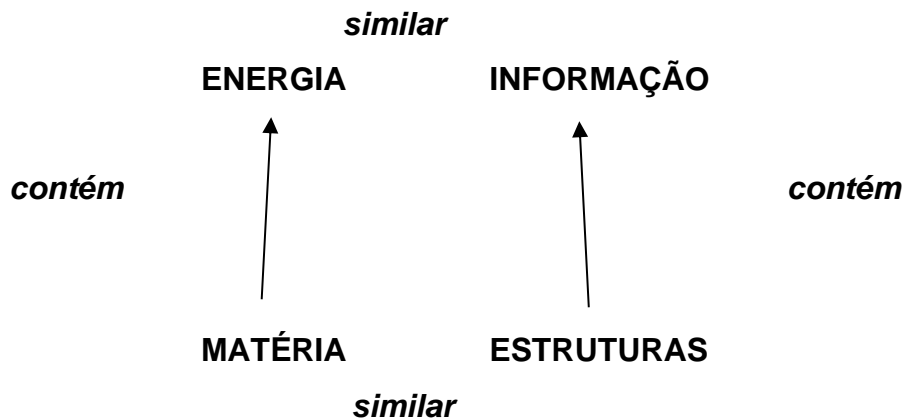 similar
ENERGIA INFORMAÇÃO
contém contém
MATÉRIA ESTRUTURAS
similar